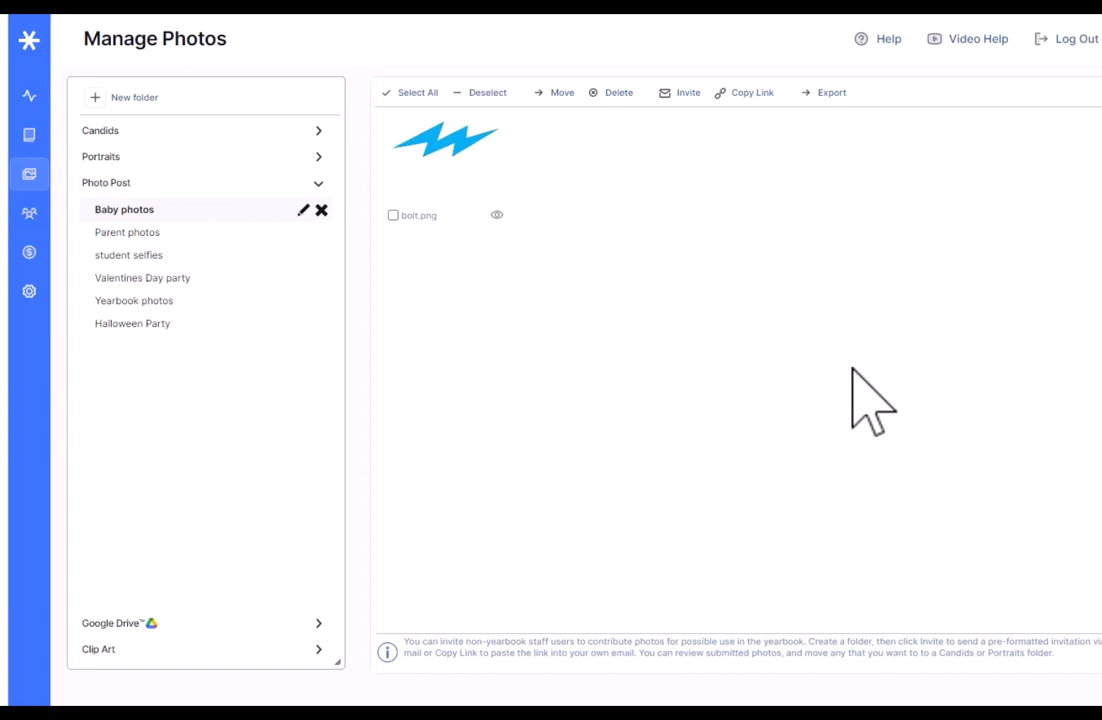 Manage Photos
Help
Video Help
Log Out
New folder
Select All
Deselect
Move
Delete
Invite
Copy Link
Export
Candids
Portraits
Photo Post
Baby photos
bolt.png
Parent photos
student selfies
Valentines Day party
Yearbook photos
Halloween Party
Google Drive™
Clip Art
You can invite non-yearbook staff users to contribute photos for possible use in the yearbook. Create a folder, then click Invite to send a pre-formatted invitation
mail or Copy Link to paste the link into your own email. You can review submitted photos, and move any that you want to to a Candids or Portraits folder.